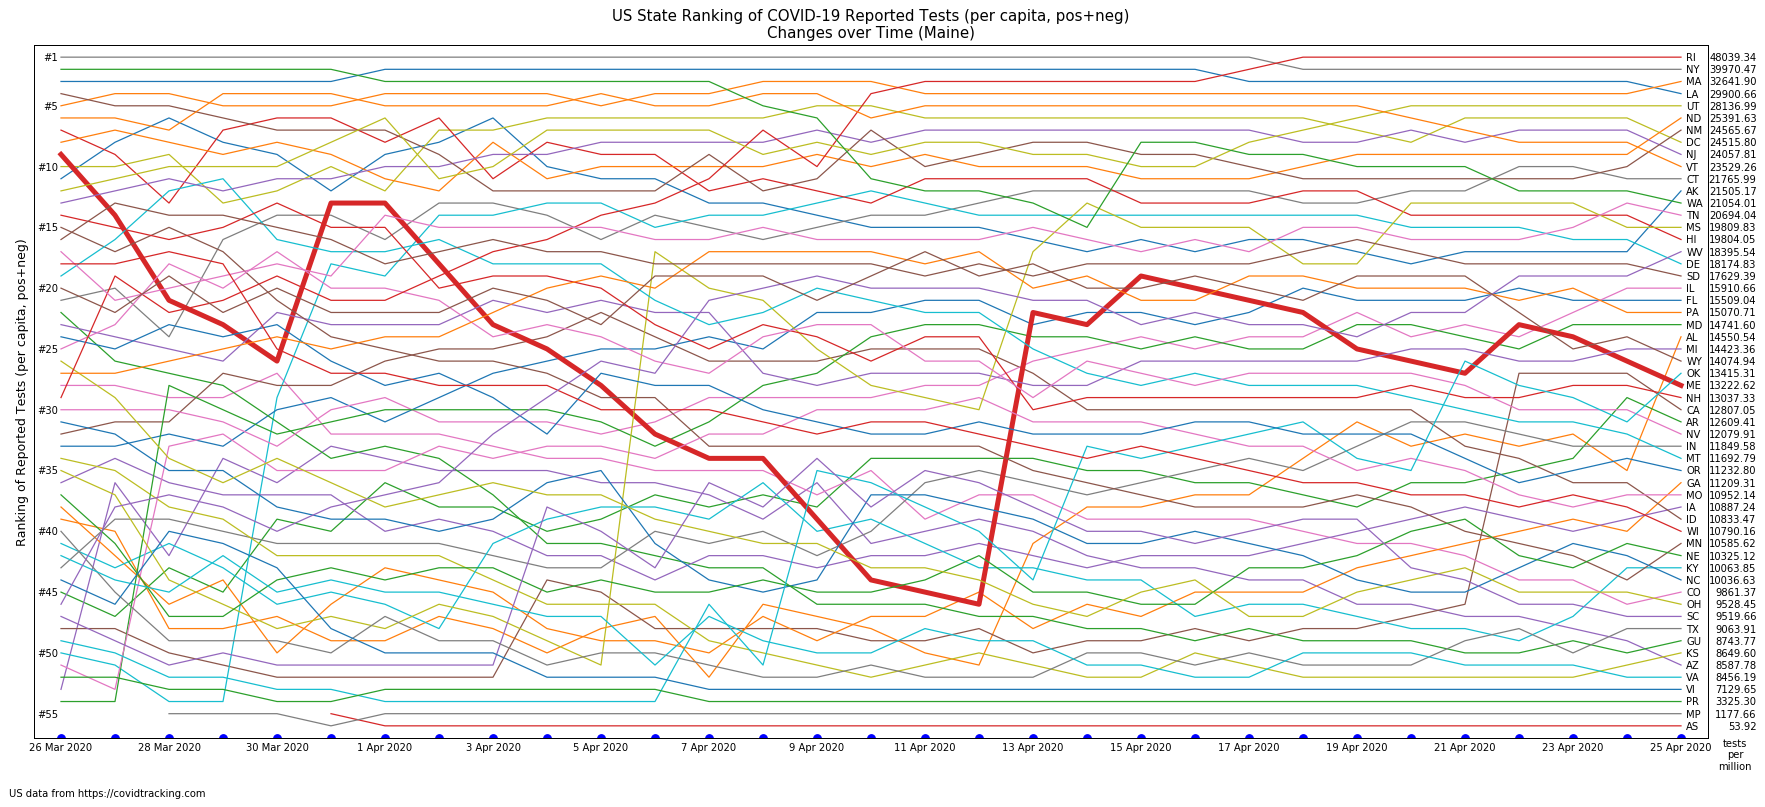 US State Ranking of COVID-19 Reported Tests (per capita, pos+neg)
Changes over Time (Maine)
Ranking of Reported Tests (per capita, pos+neg)
#1
#5
#10
#15
#20
#25
#30
#35
#40
#45
#50
#55
RI 48039.34
NY 39970.47
MA 32641.90
LA 29900.66
UT 28136.99
ND 25391.63
NM 24565.67
DC 24515.80
NJ 24057.81
VT 23529.26
CT 21765.99
AK 21505.17
WA 21054.01
TN 20694.04
MS 19809.83
HI 19804.05
WV 18395.54
DE 18174.83
SD 17629.39
IL 15910.66
FL 15509.04
PA 15070.71
MD 14741.60
AL 14550.54
MI 14423.36
WY 14074.94
OK 13415.31
ME 13222.62
NH 13037.33
CA 12807.05
AR 12609.41
NV 12079.91
IN 11849.58
MT 11692.79
OR 11232.80
GA 11209.31
MO 10952.14
IA 10887.24
ID 10833.47
WI 10790.16
MN 10585.62
NE 10325.12
KY 10063.85
NC 10036.63
CO 9861.37
OH 9528.45
SC 9519.66
TX 9063.91
GU 8743.77
KS 8649.60
AZ 8587.78
VA 8456.19
VI 7129.65
PR 3325.30
MP 1177.66
AS 53.92
26 Mar 2020 28 Mar 2020 30 Mar 2020 1 Apr 2020 3 Apr 2020 5 Apr 2020 7 Apr 2020 9 Apr 2020 11 Apr 2020 13 Apr 2020 15 Apr 2020 17 Apr 2020 19 Apr 2020 21 Apr 2020 23 Apr 2020 25 Apr 2020
tests
per
million
US data from https://covidtracking.com